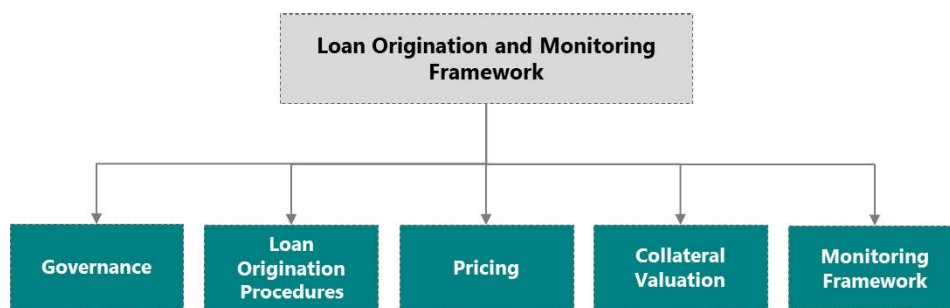 Loan Origination and Monitoring
Framework
Governance
Loan
Origination
Procedures
Pricing
Collateral
Valuation
Monitoring
Framework